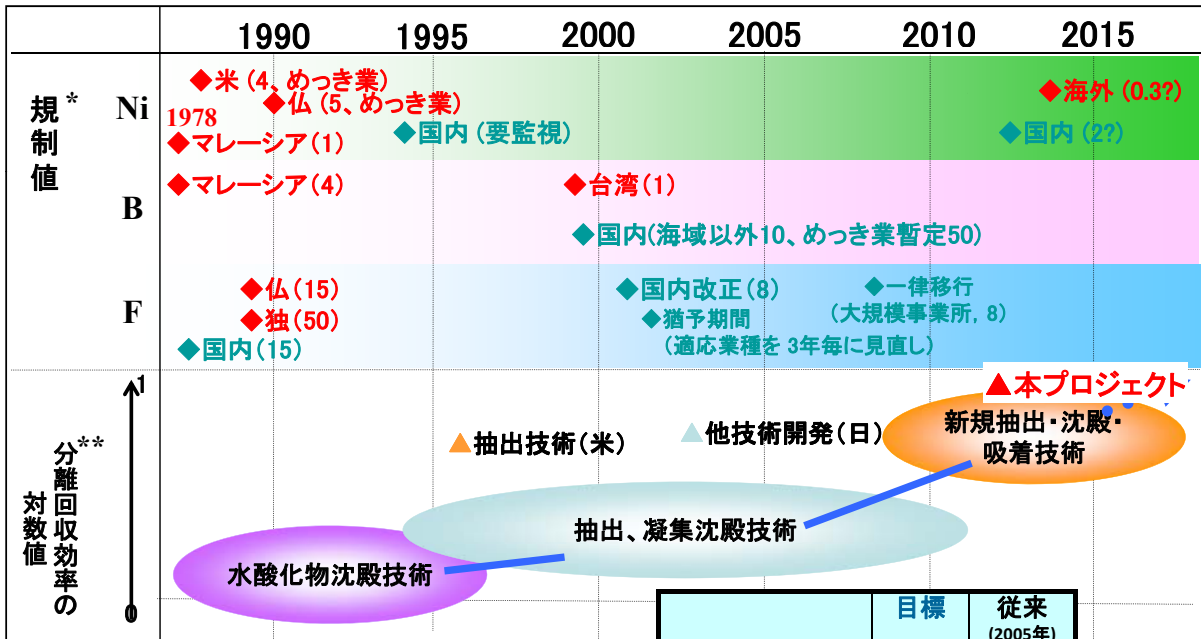 1990 1995 2000 2005 2010 2015
規制値*
Ni
米(4、めっき業)
仏(5、めっき業)
1978
マレーシア(1)
国内(要監視)
海外(0.3?)
国内(2?)
B
マレーシア(4)
台湾(1)
国内(海域以外10、めっき業暫定50)
F
仏(15)
独(50)
国内(15)
国内改正(8)
猶予期間
(適応業種を3年毎に見直し)
一律移行
(大規模事業所,8)
分離回収効率の**
対数値
1
0
本プロジェクト
抽出技術(米)
他技術開発(日)
新規抽出・沈殿・
吸着技術
抽出、凝集沈殿技術
水酸化物沈殿技術
目標 従来
(2005年)